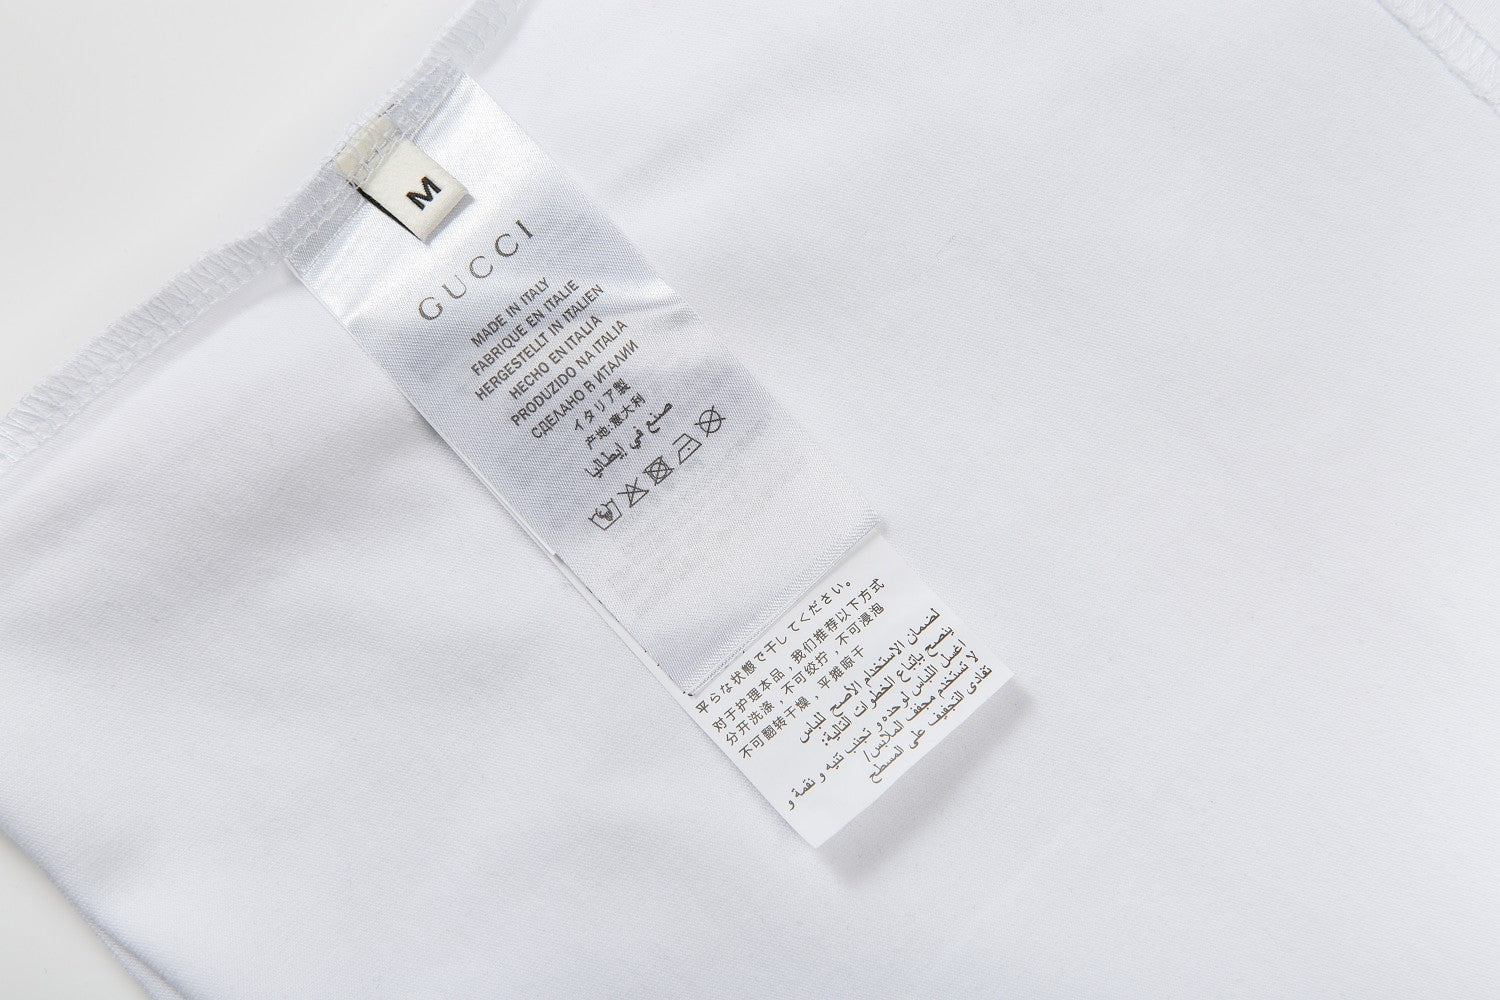 M
GUCCI
MADE IN ITALY
FABRIQUE EN ITALIE
HERGESTELLT IN ITALIEN
HECHO EN ITALIA
PRODUZIDO NA ITALIA
СДЕЛАНО В ИТАЛИИ
イタリア製
产地:意大利
صنع في إيطاليا
平らな状態で干してください。
对于护理本品，我们推荐以下方式
分开洗涤，不可绞拧，不可浸泡
不可翻转干燥，平摊晾干
لضمان الاستخدام الأصح للباس
ينصح بإتباع الخطوات التالية:
اغسل اللباس لوحده و تجنب تنيه و نقعة و
لا تستخدم مجفف الملابس/
تفادى التجفيف على المسطح